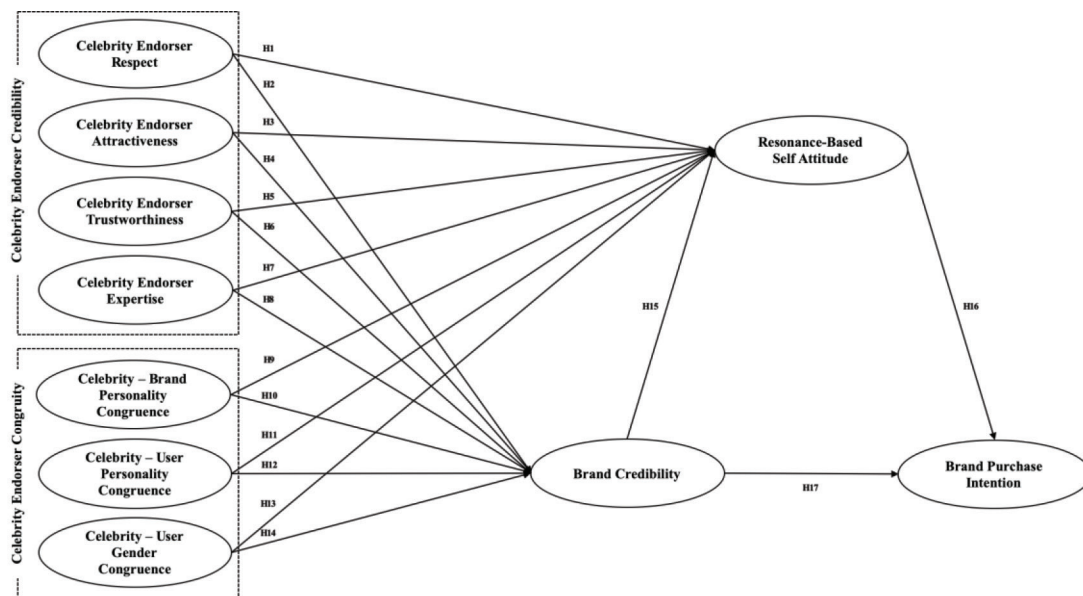 Celebrity Endorser Credibility
Celebrity Endorser
Respect
Celebrity Endorser
Attractiveness
Celebrity Endorser
Trustworthiness
Celebrity Endorser
Expertise
Celebrity Endorser Congruity
Celebrity – Brand
Personality
Congruence
Celebrity – User
Personality
Congruence
Celebrity – User
Gender
Congruence
H1
H2
H3
H4
H5
H6
H7
H8
H9
H10
H11
H12
H13
H14
Resonance-Based
Self Attitude
H15
H16
Brand Credibility
H17
Brand Purchase
Intention